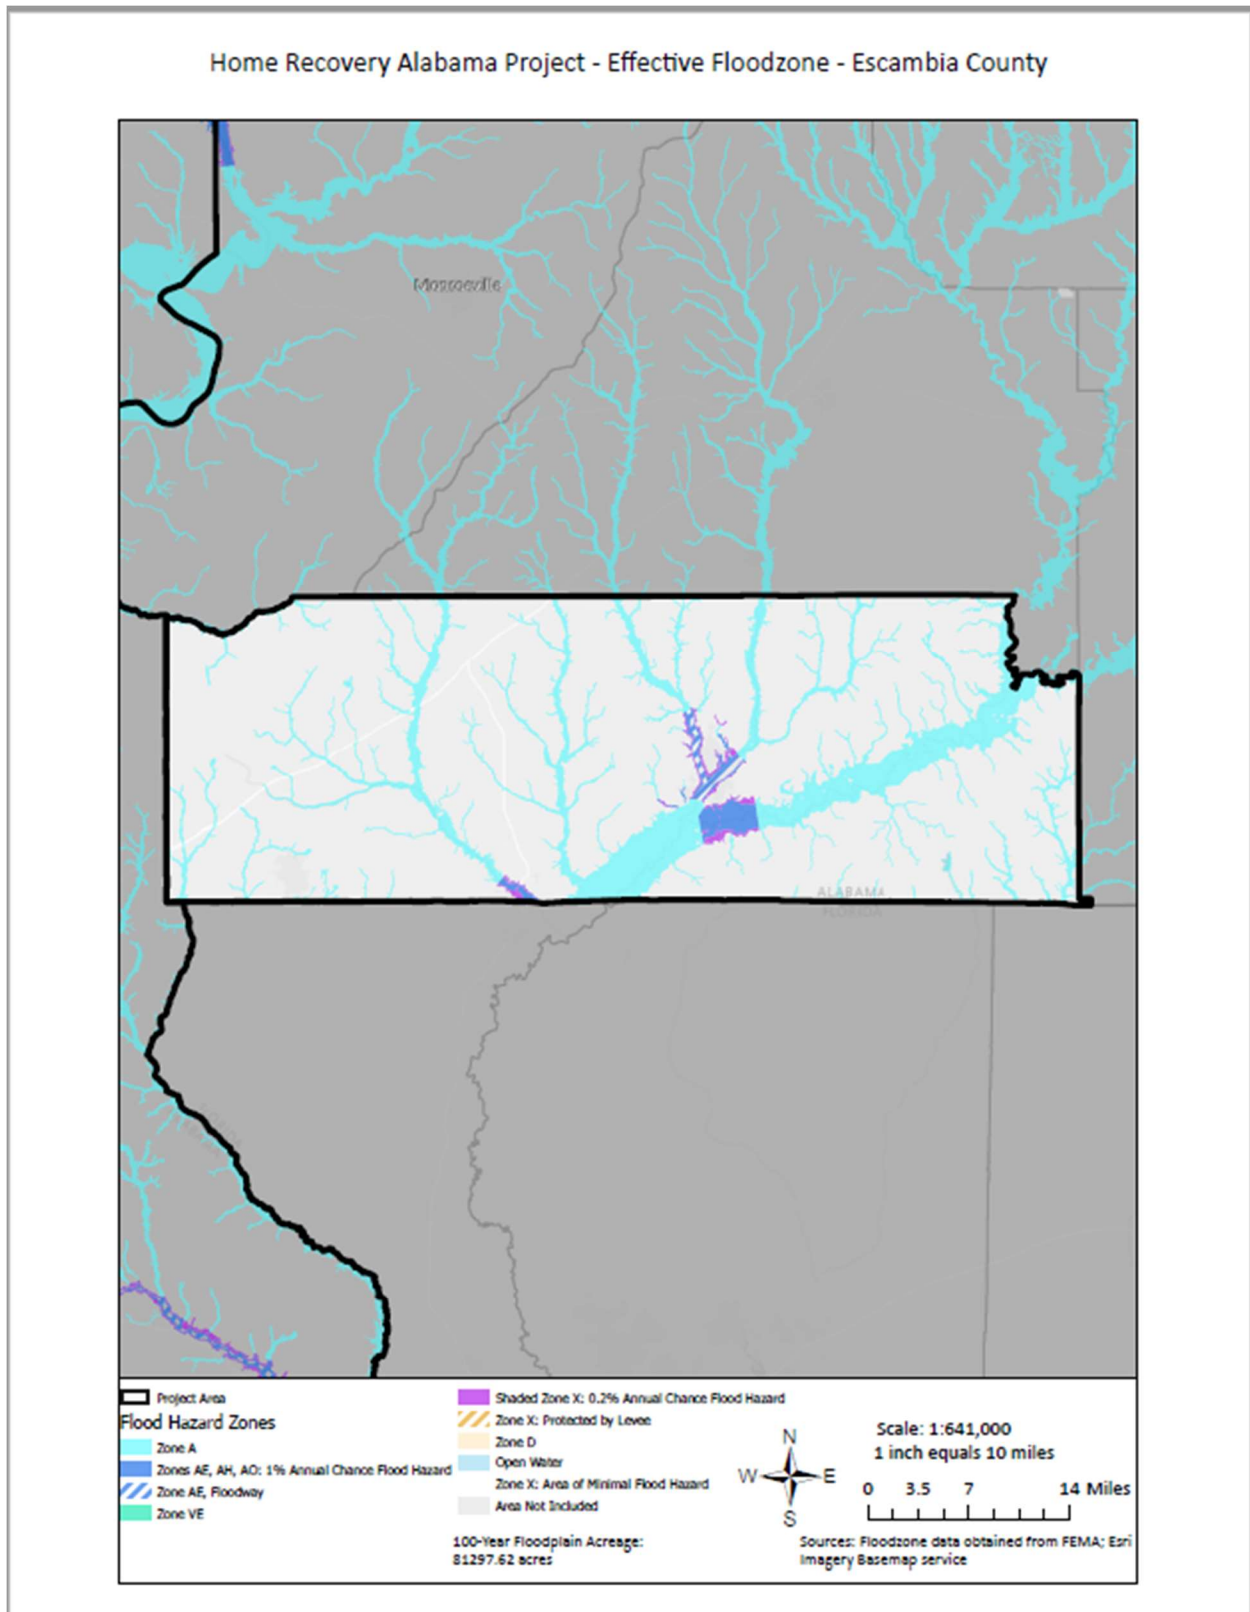 Home Recovery Alabama Project - Effective Floodzone - Escambia County
Monroeville
ALABAMA
FLORIDA
Project Area
Flood Hazard Zones
Zone A
Zones AE, AH, AO: 1% Annual Chance Flood Hazard
Zone AE, Floodway
Zone VE
Shaded Zone X: 0.2% Annual Chance Flood Hazard
Zone X: Protected by Levee
Zone D
Open Water
Zone X: Area of Minimal Flood Hazard
Area Not Included
100-Year Floodplain Acreage:
81297.62 acres
N
W E
S
Scale: 1:641,000
1 inch equals 10 miles
0 3.5 7 14 Miles
Sources: Floodzone data obtained from FEMA; Esri
Imagery Basemap service